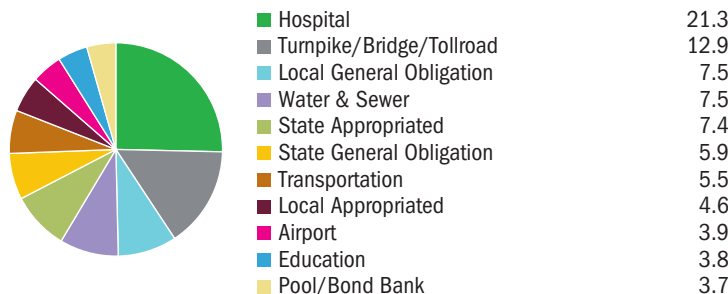 Hospital 21.3
Turnpike/Bridge/Tollroad 12.9
Local General Obligation 7.5
Water & Sewer 7.5
State Appropriated 7.4
State General Obligation 5.9
Transportation 5.5
Local Appropriated 4.6
Airport 3.9
Education 3.8
Pool/Bond Bank 3.7